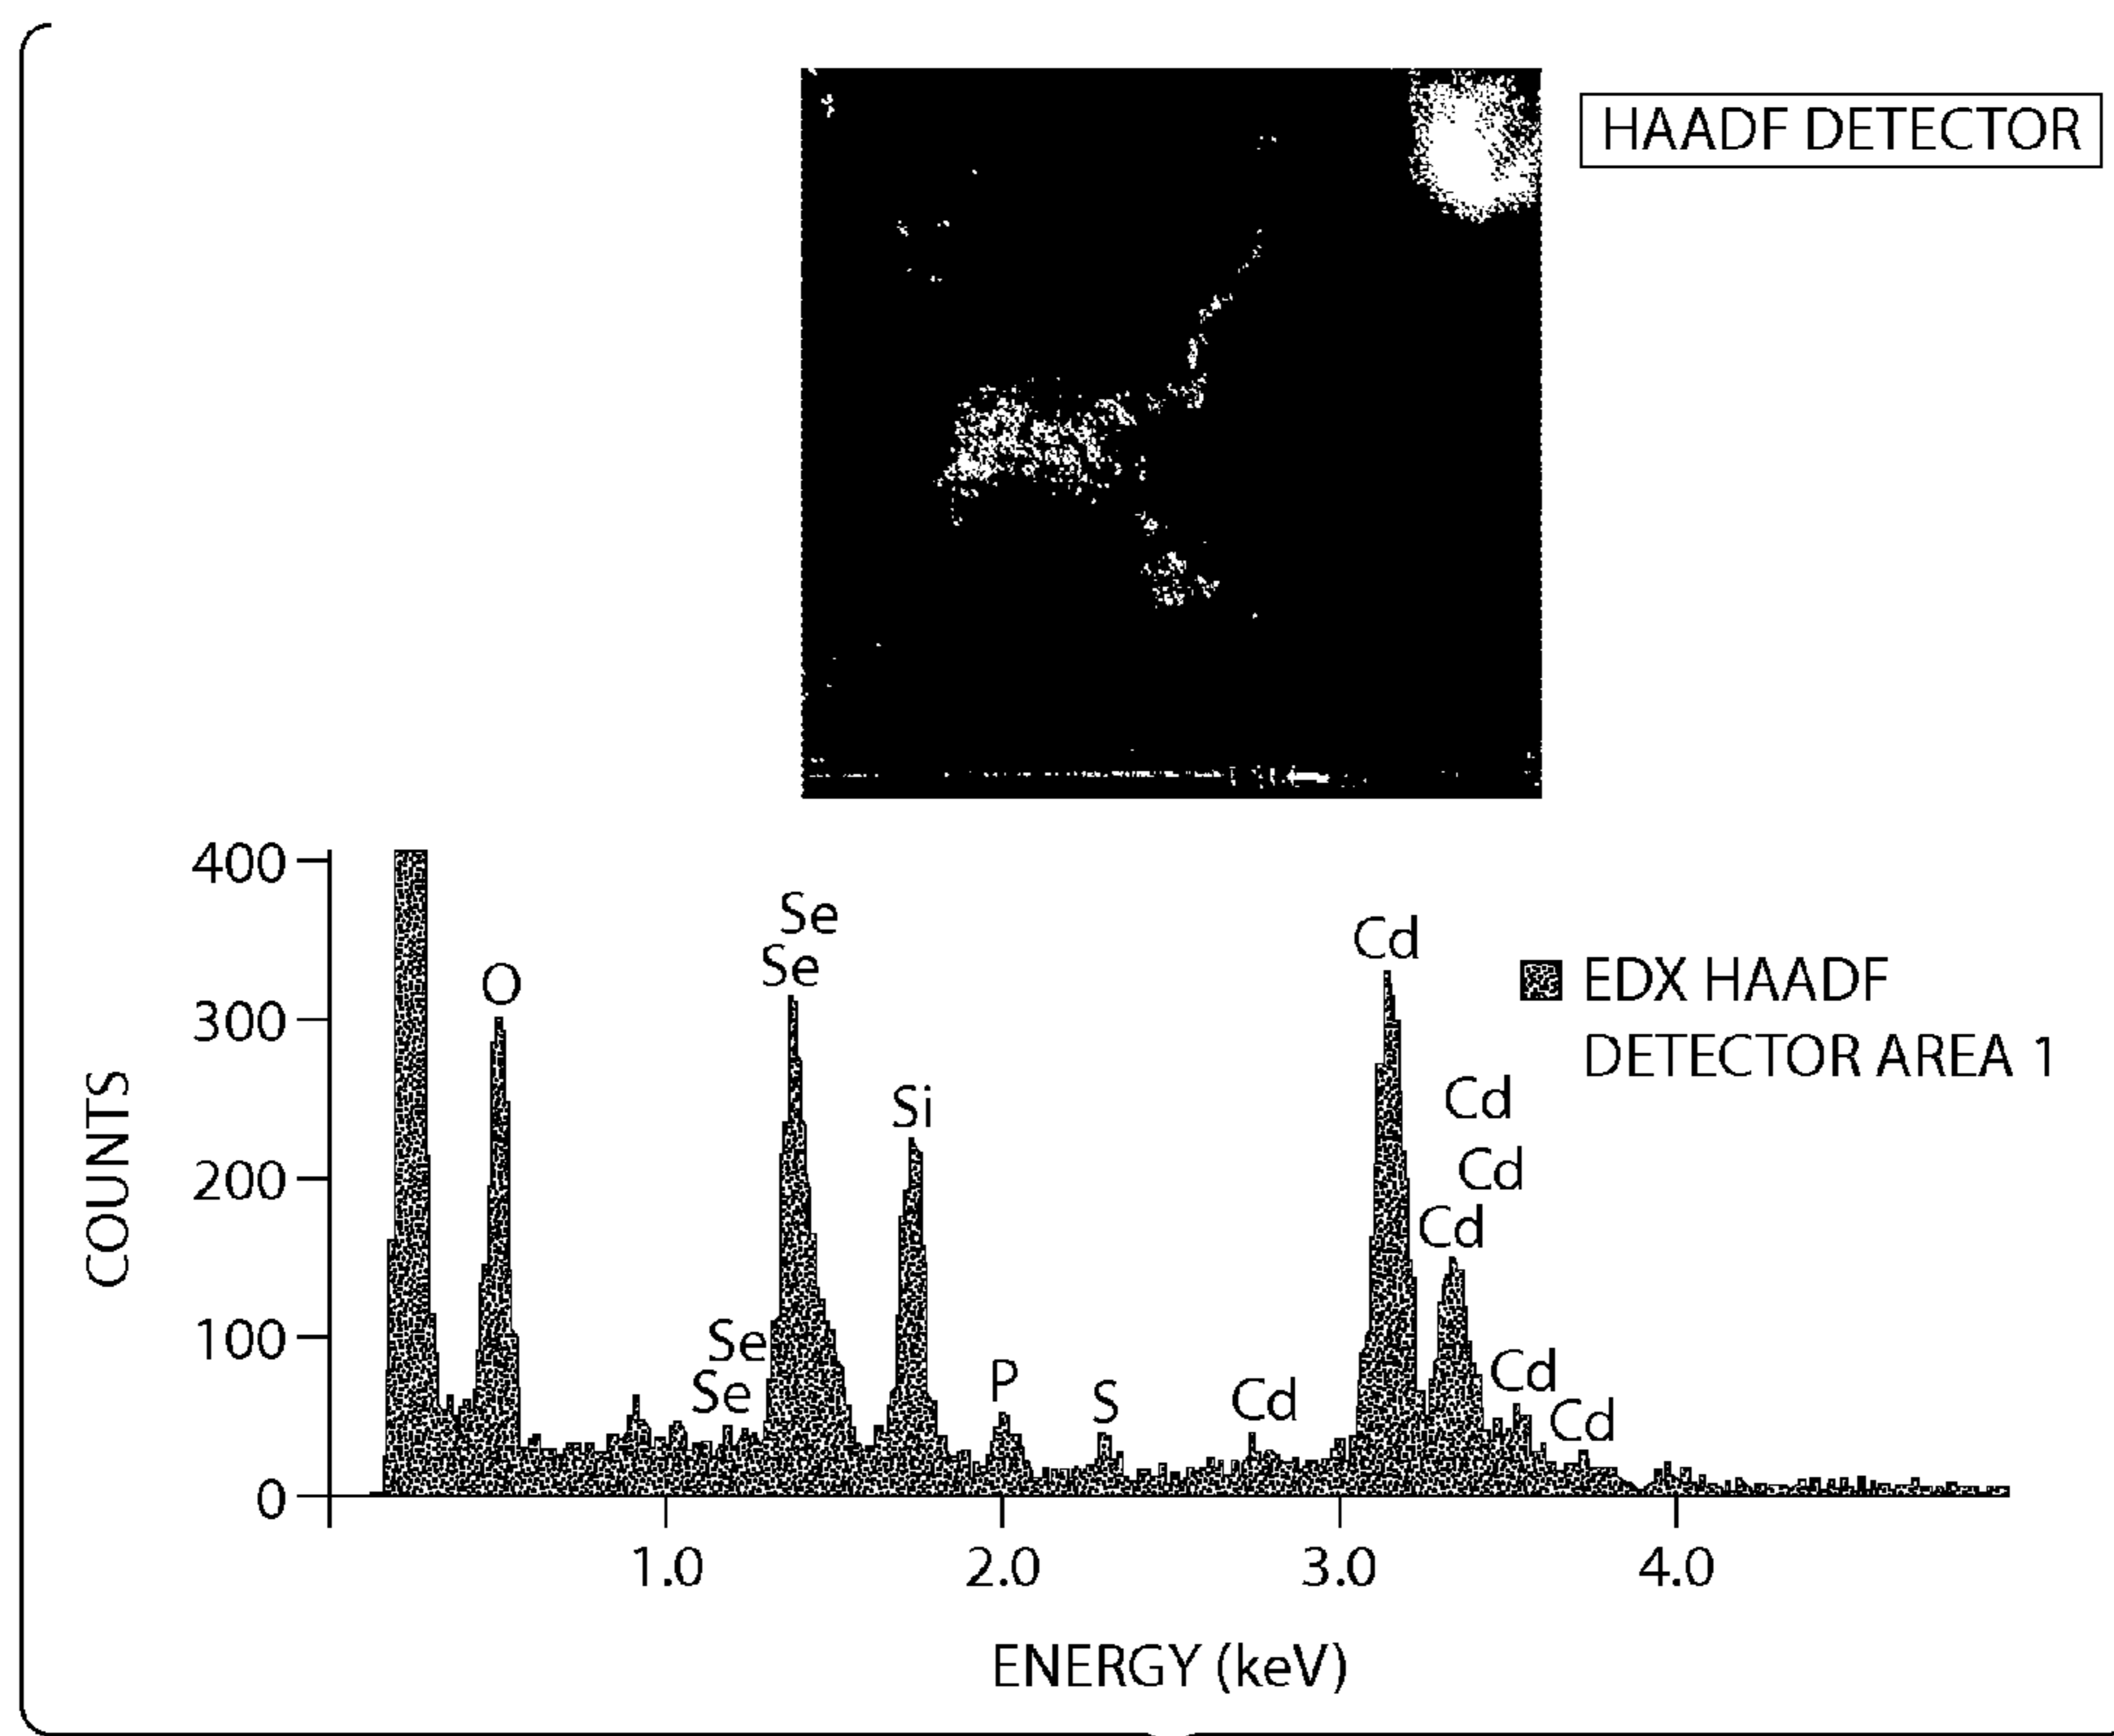 HAADF DETECTOR
400
300
200
100
0
COUNTS
O
Se
Se
Se
Se
Si
P
S
Cd
Cd
Cd
Cd
Cd
Cd
Cd
EDX HAADF
DETECTOR AREA 1
1.0 2.0 3.0 4.0
ENERGY (keV)